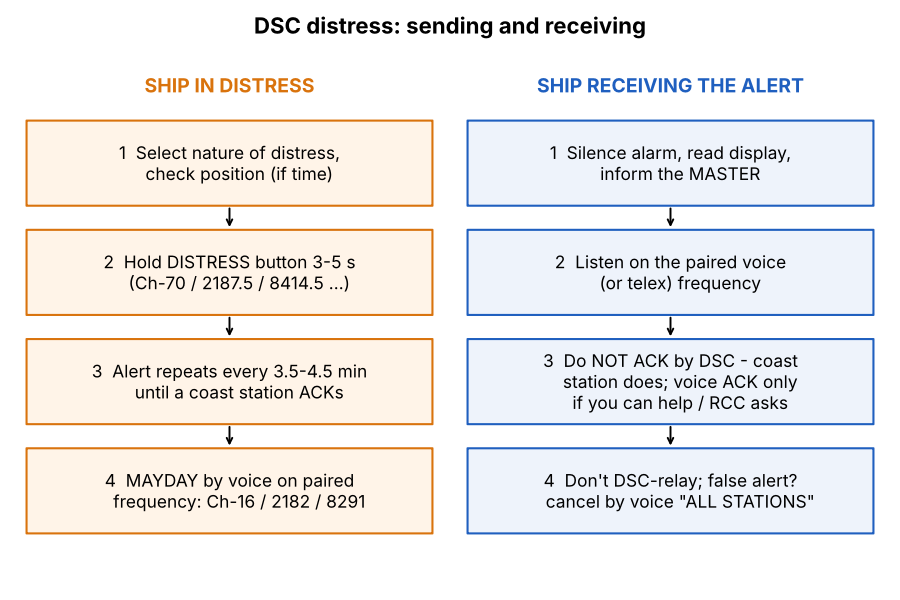 DSC distress: sending and receiving
SHIP IN DISTRESS
1 Select nature of distress,
check position (if time)
2 Hold DISTRESS button 3-5 s
(Ch-70 / 2187.5 / 8414.5 ...)
3 Alert repeats every 3.5-4.5 min
until a coast station ACKs
4 MAYDAY by voice on paired
frequency: Ch-16 / 2182 / 8291
SHIP RECEIVING THE ALERT
1 Silence alarm, read display,
inform the MASTER
2 Listen on the paired voice
(or telex) frequency
3 Do NOT ACK by DSC - coast
station does; voice ACK only
if you can help / RCC asks
4 Don't DSC-relay; false alert?
cancel by voice "ALL STATIONS"